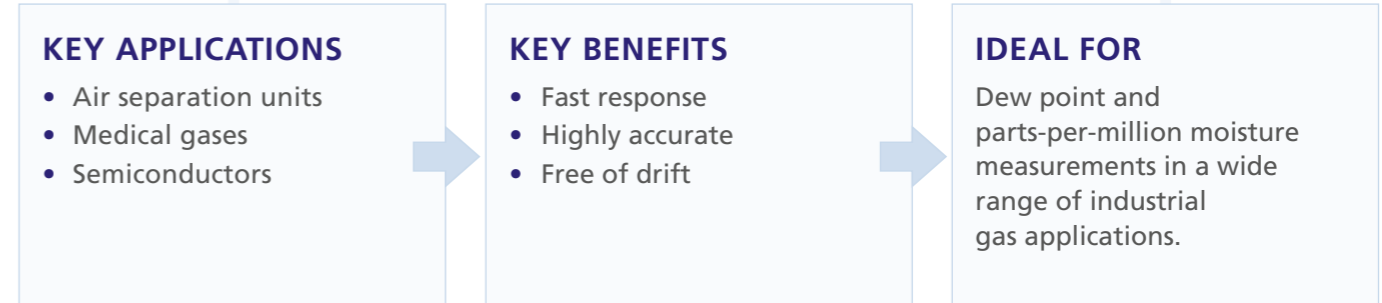 KEY APPLICATIONS
• Air separation units
• Medical gases
• Semiconductors
KEY BENEFITS
• Fast response
• Highly accurate
• Free of drift
IDEAL FOR
Dew point and
parts-per-million moisture
measurements in a wide
range of industrial
gas applications.